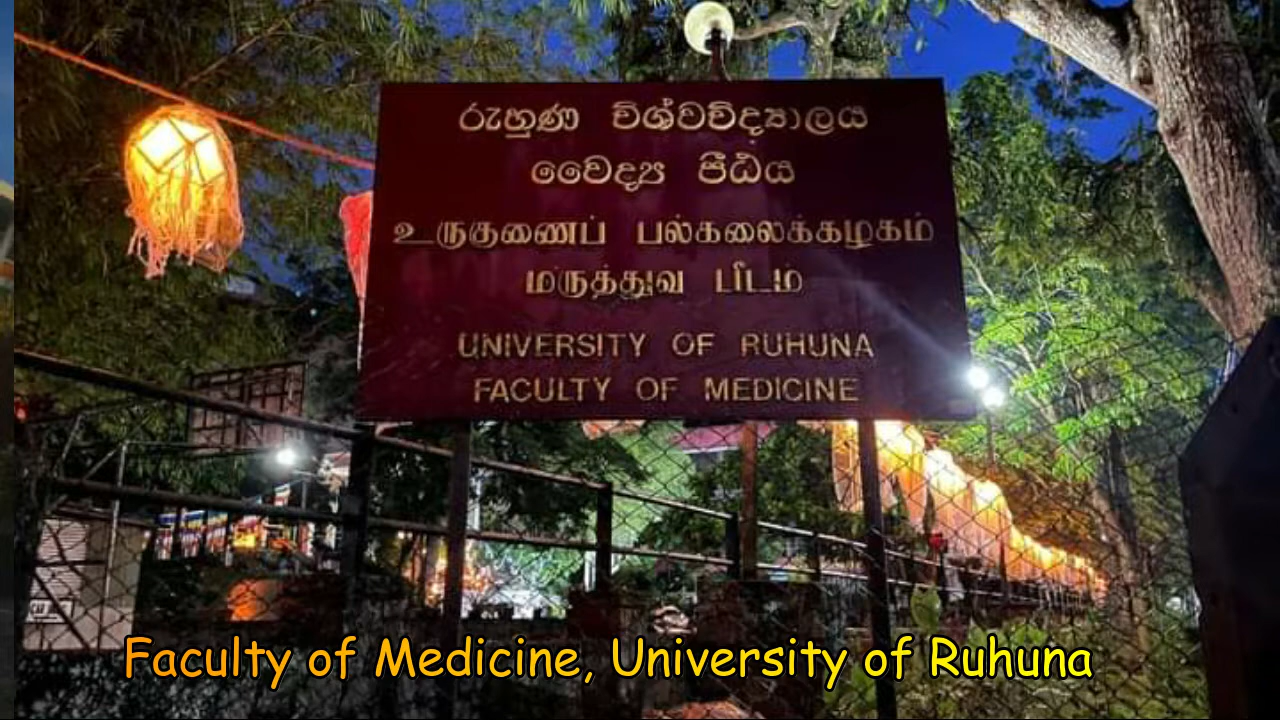 රුහුණ විශ්වවිද්‍යාලය
වෛද්‍ය පීඨය
உருகுணைப் பல்கலைக்கழகம்
மருத்துவ பீடம்
UNIVERSITY OF RUHUNA
FACULTY OF MEDICINE
Faculty of Medicine, University of Ruhuna